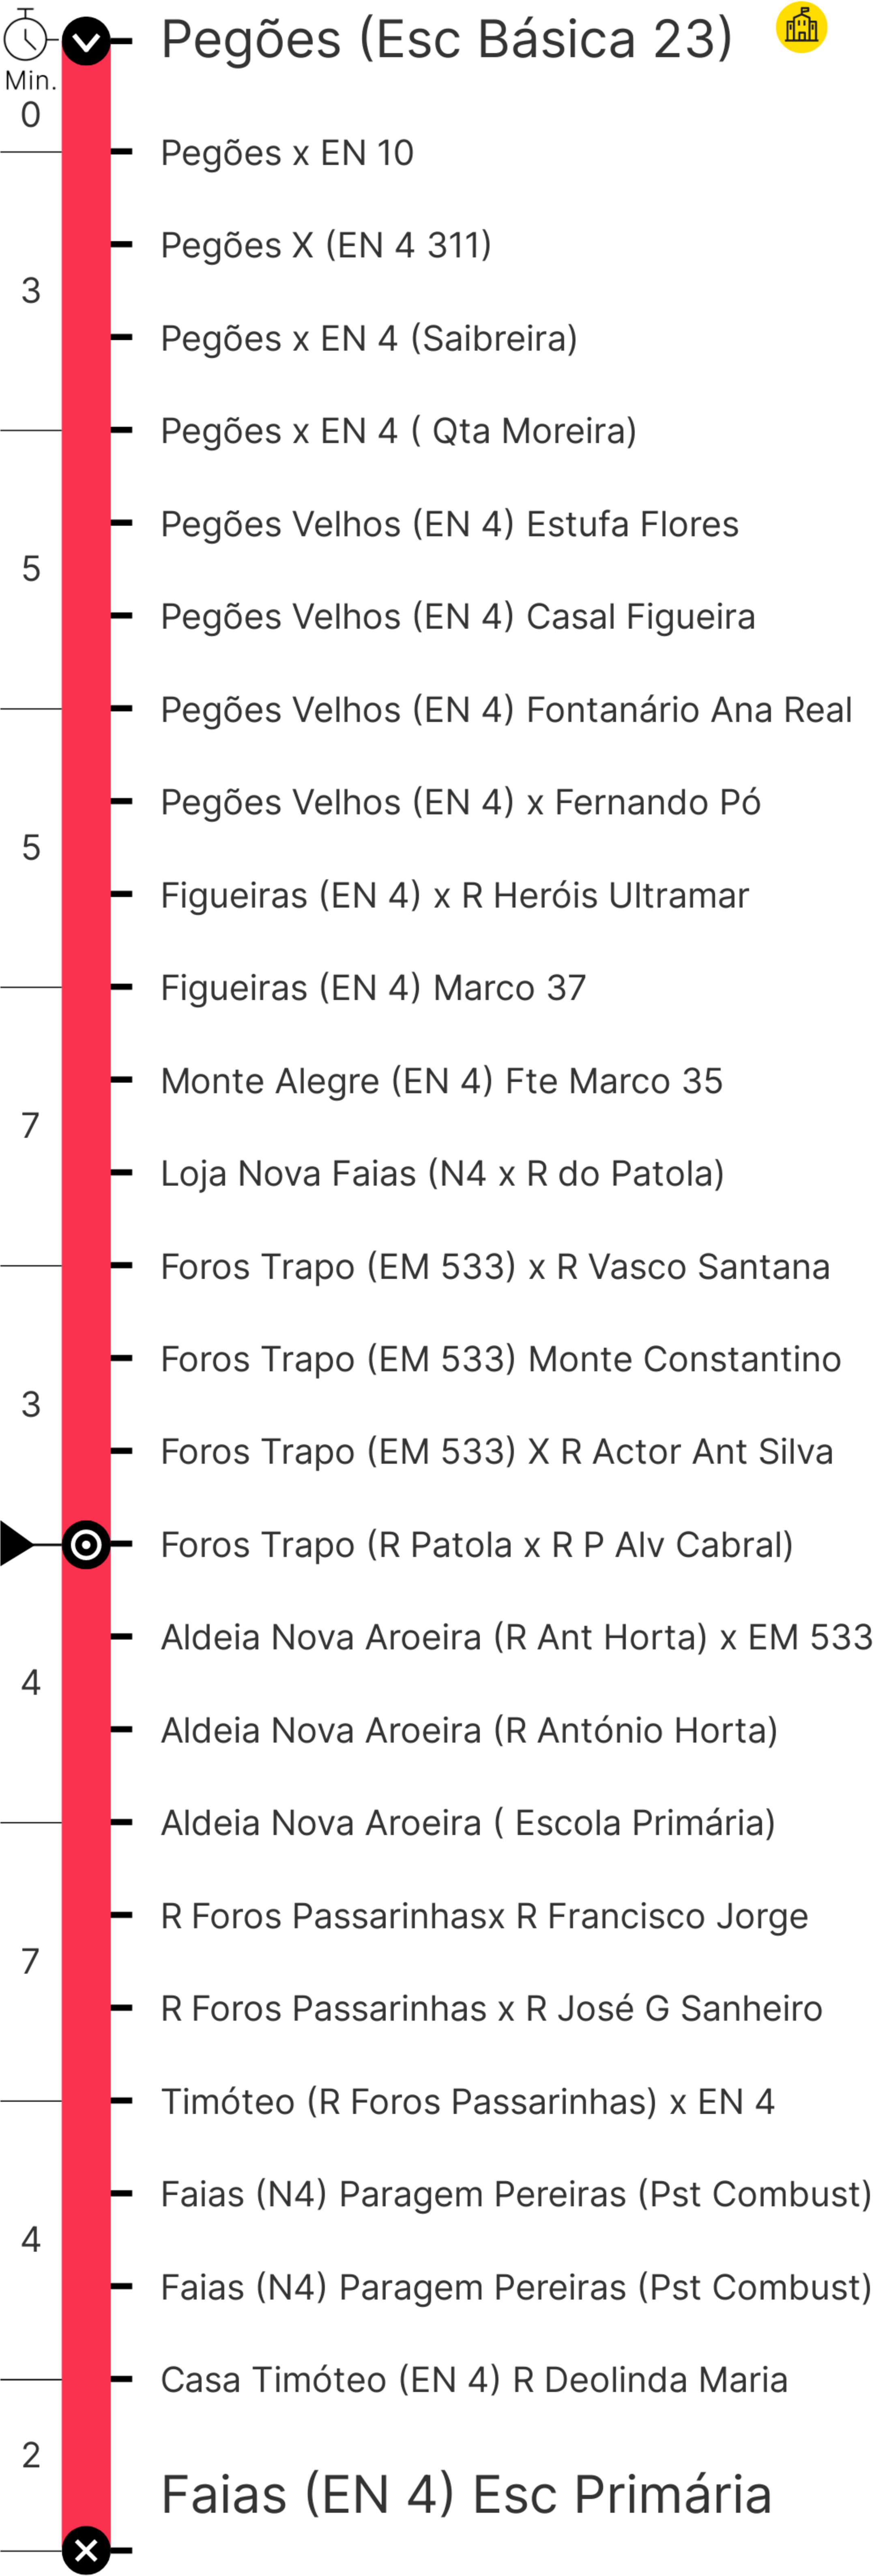 Pegões (Esc Básica 23)
Min.
0
Pegões x EN 10
Pegões X (EN 4 311)
3
Pegões x EN 4 (Saibreira)
Pegões x EN 4 ( Qta Moreira)
Pegões Velhos (EN 4) Estufa Flores
5
Pegões Velhos (EN 4) Casal Figueira
Pegões Velhos (EN 4) Fontanário Ana Real
Pegões Velhos (EN 4) x Fernando Pó
5
Figueiras (EN 4) x R Heróis Ultramar
Figueiras (EN 4) Marco 37
Monte Alegre (EN 4) Fte Marco 35
7
Loja Nova Faias (N4 x R do Patola)
Foros Trapo (EM 533) x R Vasco Santana
Foros Trapo (EM 533) Monte Constantino
3
Foros Trapo (EM 533) X R Actor Ant Silva
Foros Trapo (R Patola x R P Alv Cabral)
Aldeia Nova Aroeira (R Ant Horta) x EM 533
4
Aldeia Nova Aroeira (R António Horta)
Aldeia Nova Aroeira ( Escola Primária)
R Foros Passarinhasx R Francisco Jorge
7
R Foros Passarinhas x R José G Sanheiro
Timóteo (R Foros Passarinhas) x EN 4
Faias (N4) Paragem Pereiras (Pst Combust)
4
Faias (N4) Paragem Pereiras (Pst Combust)
Casa Timóteo (EN 4) R Deolinda Maria
2
Faias (EN 4) Esc Primária